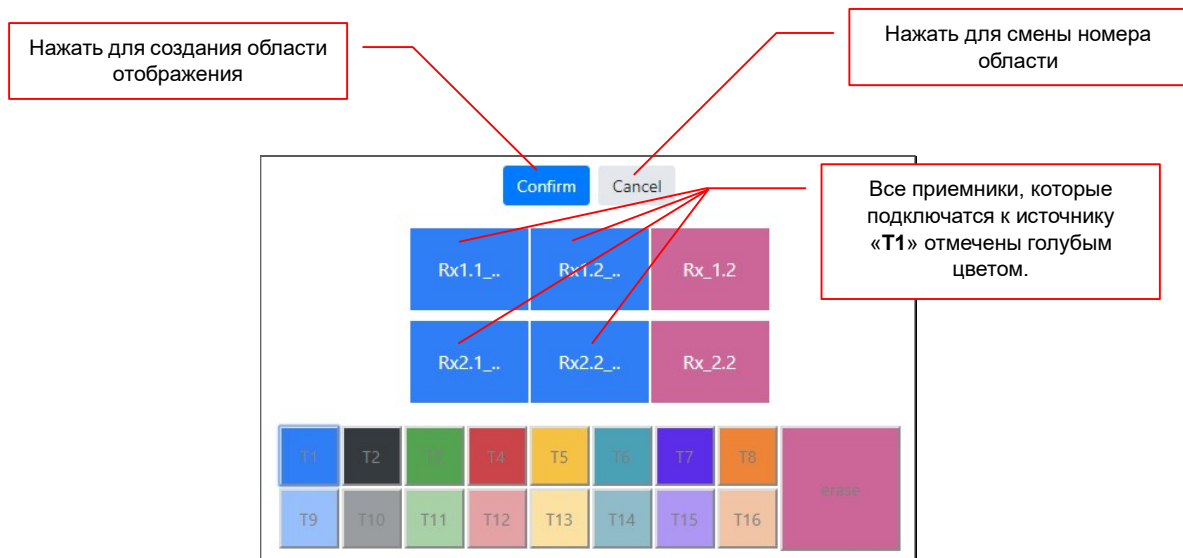 Нажать для создания области
отображения
Нажать для смены номера
области
Confirm
Cancel
Все приемники, которые
подключатся к источнику
«T1» отмечены голубым
цветом.
Rx1.1_..
Rx1.2_..
Rx_1.2
Rx2.1_..
Rx2.2_..
Rx_2.2
T1
T2
T3
T4
T5
T6
T7
T8
erase
T9
T10
T11
T12
T13
T14
T15
T16